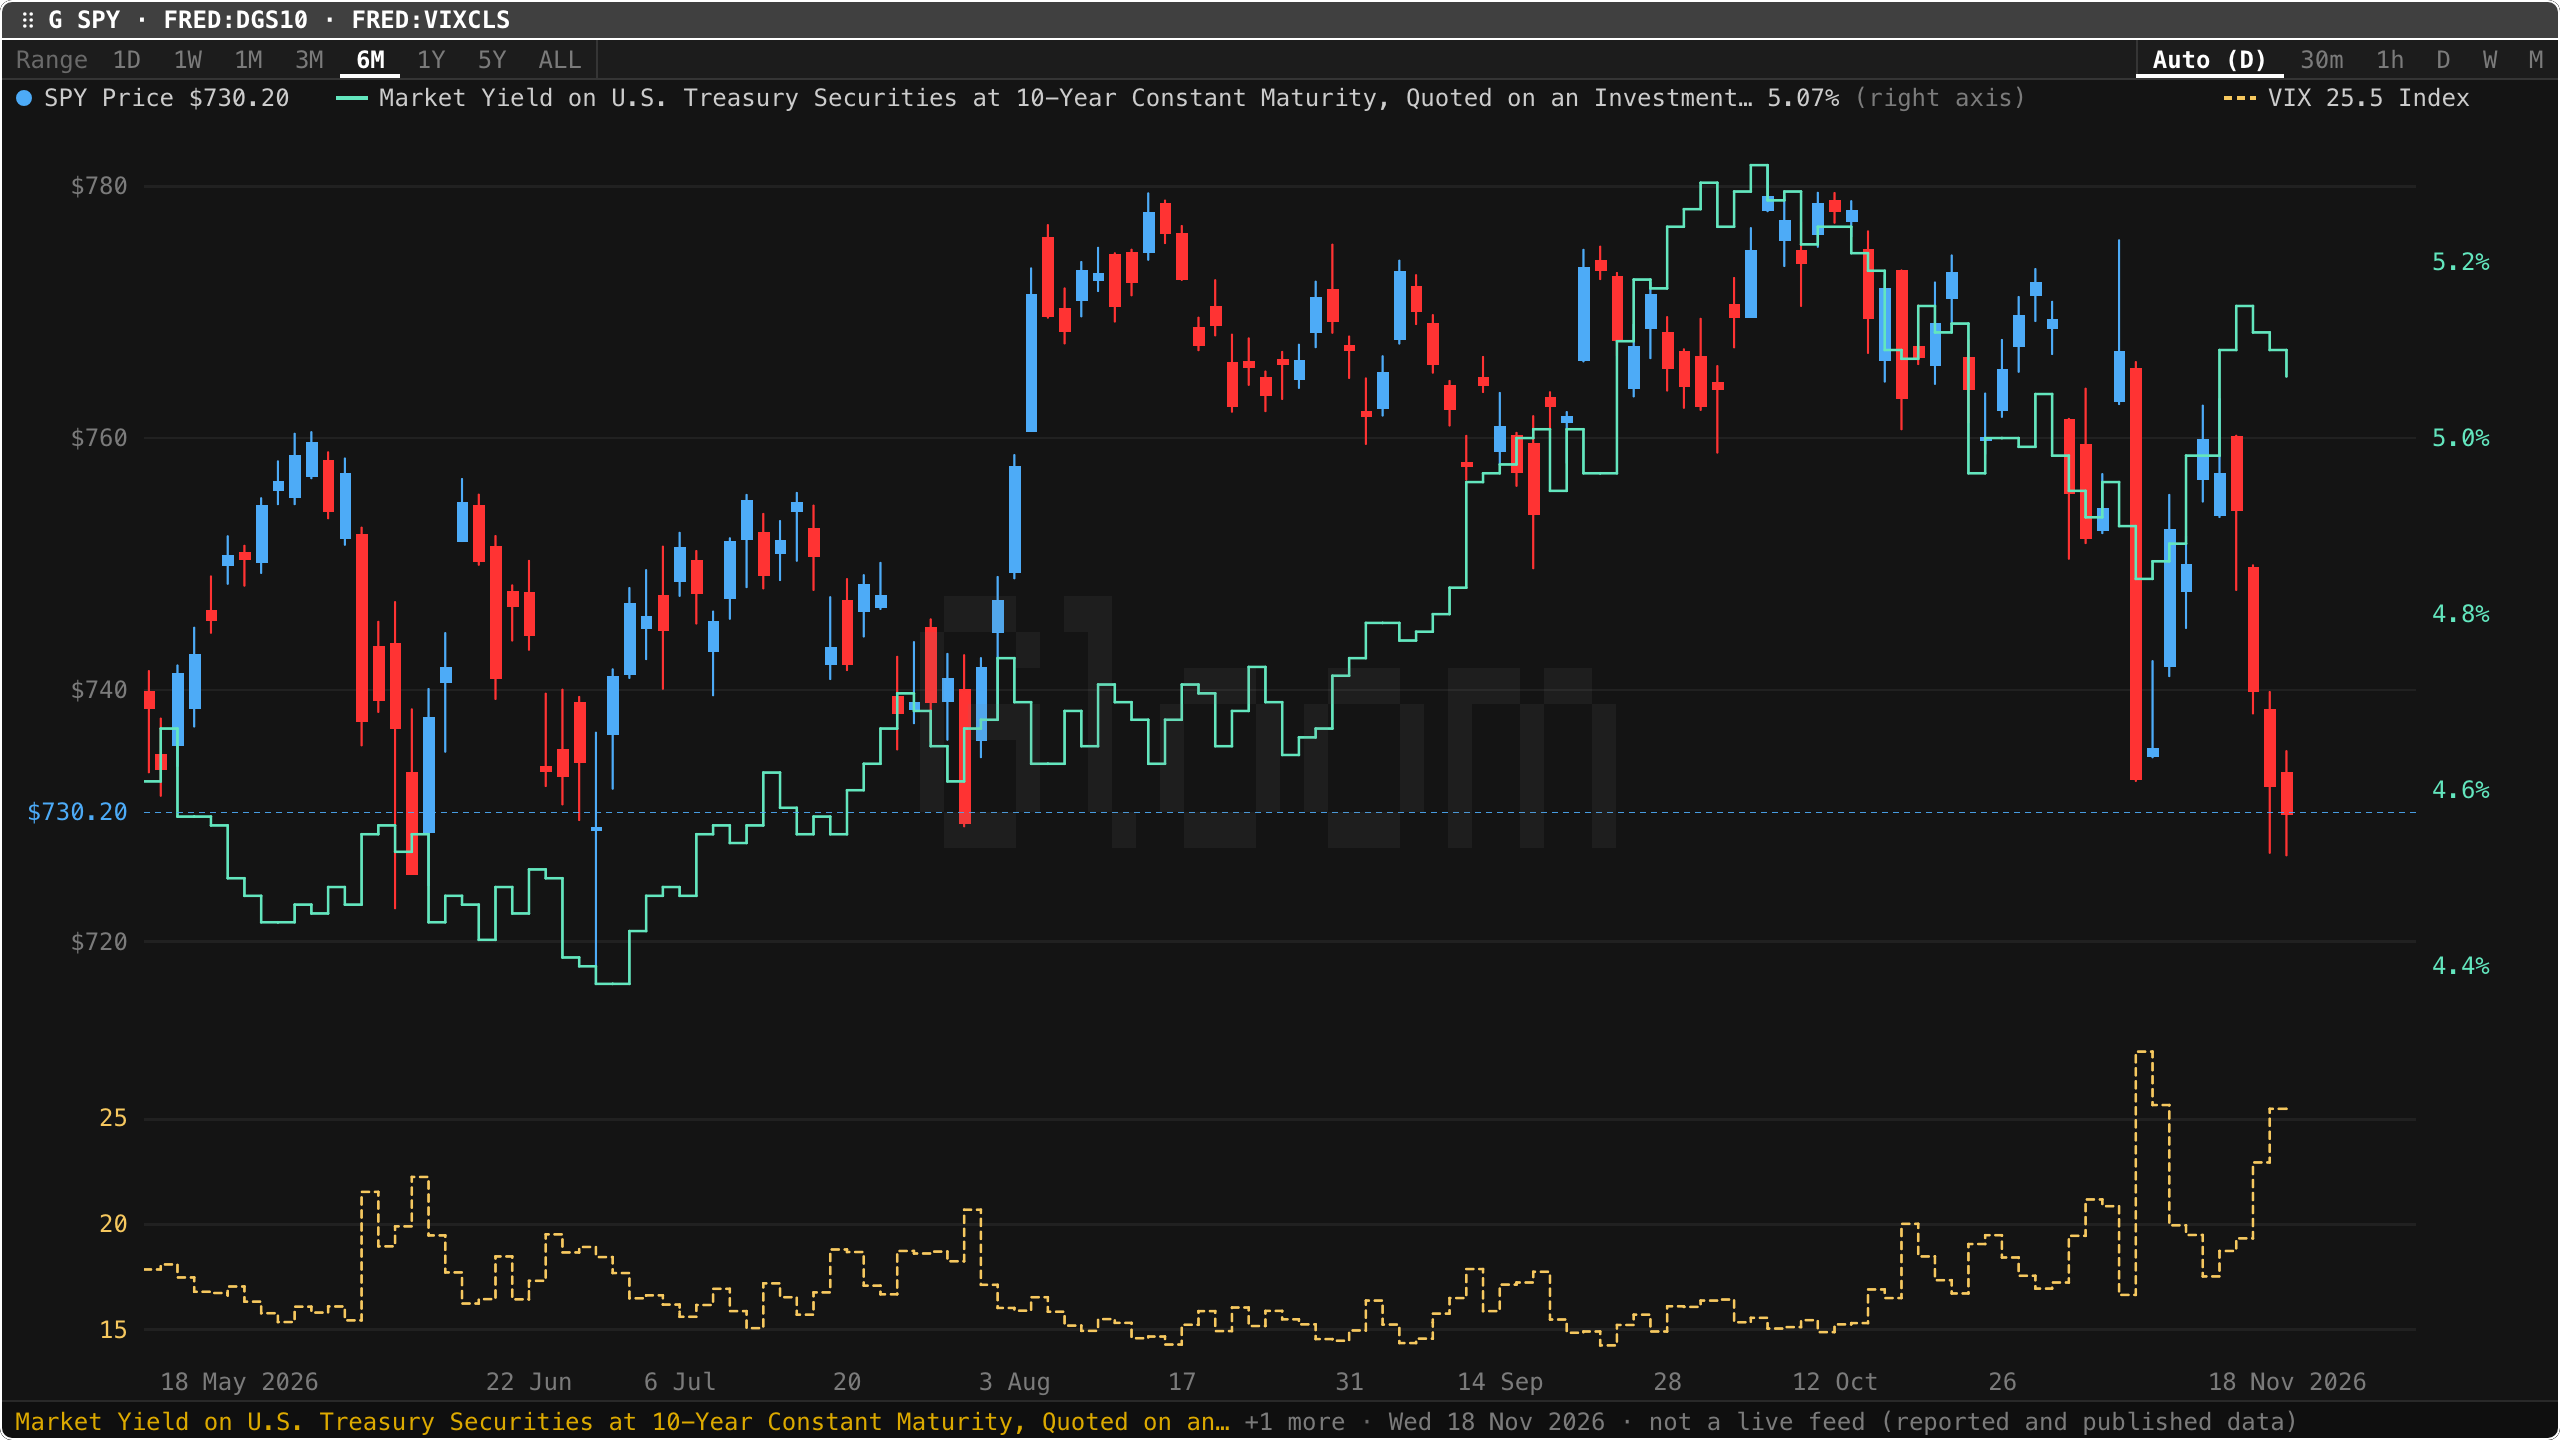 G SPY · FRED:DGS10 · FRED:VIXCLS
Range 1D 1W 1M 3M 6M 1Y 5Y ALL Auto (D) 30m 1h D W M
SPY Price $730.20 Market Yield on U.S. Treasury Securities at 10-Year Constant Maturity, Quoted on an Investment… 5.07% (right axis) VIX 25.5 Index
$780
5.2%
$760 5.0%
4.8%
$740
4.6%
$730.20
$720
4.4%
25
20
15
18 May 2026 22 Jun 6 Jul 20 3 Aug 17 31 14 Sep 28 12 Oct 26 18 Nov 2026
Market Yield on U.S. Treasury Securities at 10-Year Constant Maturity, Quoted on an… +1 more · Wed 18 Nov 2026 · not a live feed (reported and published data)